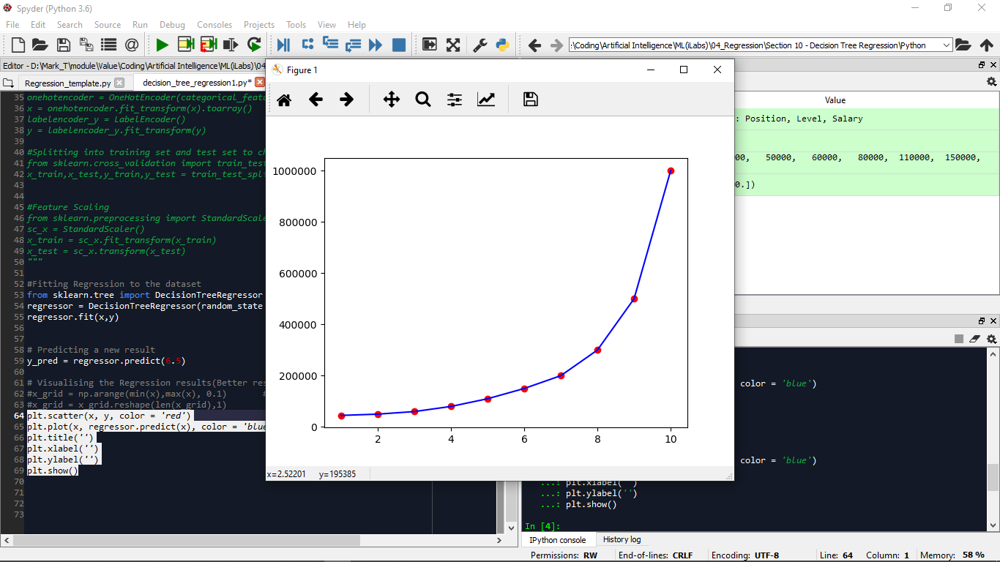 Spyder (Python 3.6)
File Edit Search Source Run Debug Consoles Projects Tools View Help
:\Coding\Artificial Intelligence\ML(iLabs)\04_Regression\Section 10 - Decision Tree Regression\Python
Editor - D:\Mark_T\module\Value\Coding\Artificial Intelligence\ML(iLabs)\04
Regression_template.py decision_tree_regression1.py*
35 onehotencoder = OneHotEncoder(categorical_featu
36 x = onehotencoder.fit_transform(x).toarray()
37 labelencoder_y = LabelEncoder()
38 y = labelencoder_y.fit_transform(y)
39
40 #Splitting into training set and test set to ch
41 from sklearn.cross_validation import train_test
42 x_train,x_test,y_train,y_test = train_test_spl
43
44
45 #Feature Scaling
46 from sklearn.preprocessing import StandardScale
47 sc_x = StandardScaler()
48 x_train = sc_x.fit_transform(x_train)
49 x_test = sc_x.transform(x_test)
50 """
51
52 #Fitting Regression to the dataset
53 from sklearn.tree import DecisionTreeRegressor
54 regressor = DecisionTreeRegressor(random_state
55 regressor.fit(x,y)
56
57
58 # Predicting a new result
59 y_pred = regressor.predict(6.5)
60
61 # Visualising the Regression results(Better res
62 #x_grid = np.arange(min(x),max(x), 0.1) #
63 #x_grid = x_grid.reshape(len(x_grid),1)
64 plt.scatter(x, y, color = 'red')
65 plt.plot(x, regressor.predict(x), color = 'blue
66 plt.title('')
67 plt.xlabel('')
68 plt.ylabel('')
69 plt.show()
70
71
72
73
Figure 1
1000000
800000
600000
400000
200000
0
2 4 6 8 10
x=2.52201 y=195385
Value
: Position, Level, Salary
00, 50000, 60000, 80000, 110000, 150000,
0.])
color = 'blue')
color = 'blue')
...: plt.xlabel('')
...: plt.ylabel('')
...: plt.show()
In [4]:
IPython console History log
Permissions: RW End-of-lines: CRLF Encoding: UTF-8 Line: 64 Column: 1 Memory: 58 %